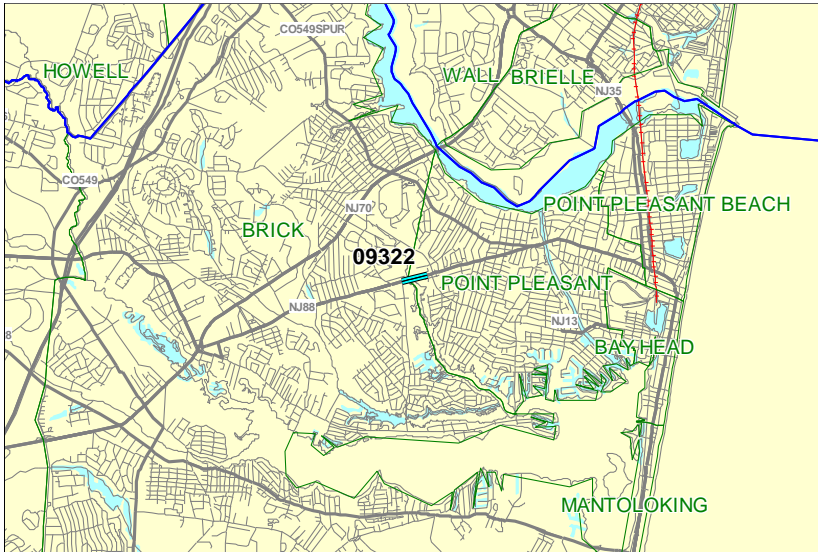 CO549SPUR
HOWELL
WALL BRIELLE
NJ35
CO549
NJ70
POINT PLEASANT BEACH
BRICK
09322
POINT PLEASANT
NJ88
NJ13
8
BAY HEAD
MANTOLOKING